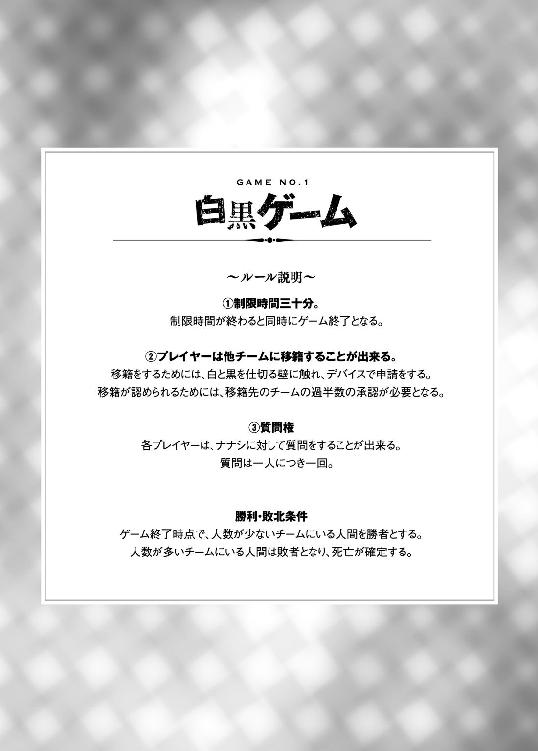 GAME NO.1
白黒ゲーム
～ルール説明～
①制限時間三十分。
制限時間が終わると同時にゲーム終了となる。
②プレイヤーは他チームに移籍することが出来る。
移籍をするためには、白と黒を仕切る壁に触れ、デバイスで申請をする。
移籍が認められるためには、移籍先のチームの過半数の承認が必要となる。
③質問権
各プレイヤーは、ナナシに対して質問をすることが出来る。
質問は一人につき一回。
勝利・敗北条件
ゲーム終了時点で、人数が少ないチームにいる人間を勝者とする。
人数が多いチームにいる人間は敗者となり、死亡が確定する。